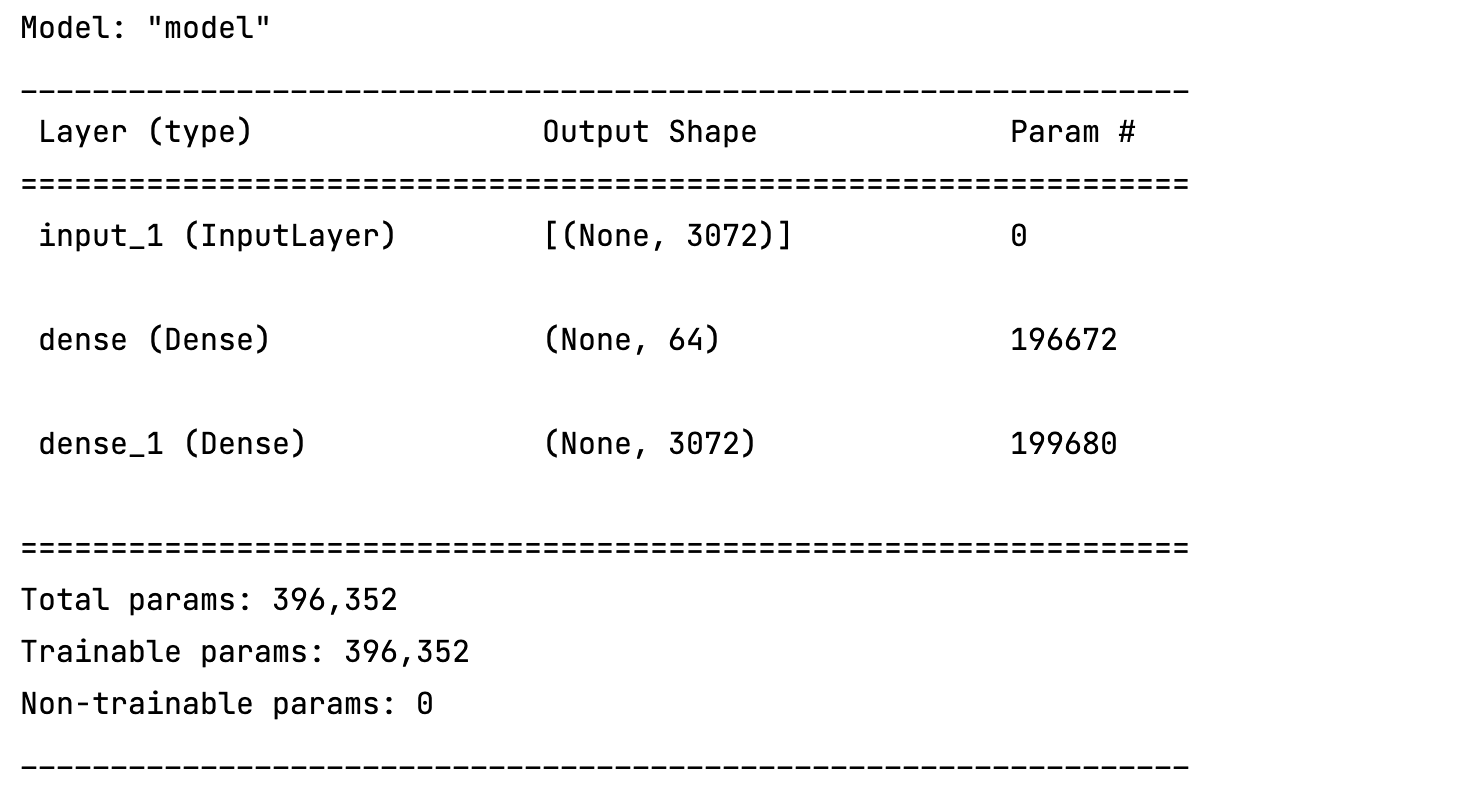 Model: "model"
_________________________________________________________________
 Layer (type)                Output Shape              Param #
=================================================================
 input_1 (InputLayer)        [(None, 3072)]            0
 dense (Dense)               (None, 64)                196672
 dense_1 (Dense)             (None, 3072)              199680
=================================================================
Total params: 396,352
Trainable params: 396,352
Non-trainable params: 0
_________________________________________________________________